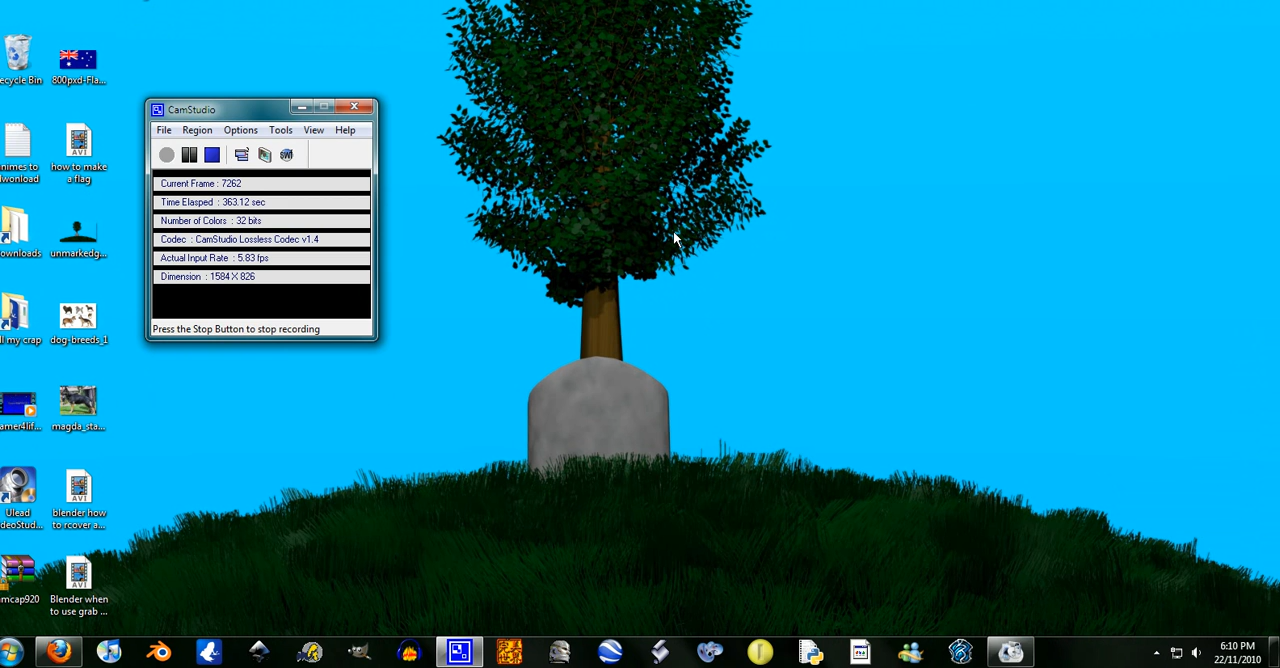 ecycle Bin
800pxd-Fla...
nimes to
lwonload
how to make
a flag
ownloads
unmarkedg...
ll my crap
dog-breeds_1
amer4lif...
magda_sta...
Ulead
deoStud...
blender how
to rcover a...
mcap920
Blender when
to use grab ...
CamStudio
File Region Options Tools View Help
Current Frame : 7262
Time Elasped : 363.12 sec
Number of Colors : 32 bits
Codec : CamStudio Lossless Codec v1.4
Actual Input Rate : 5.83 fps
Dimension : 1584 X 826
Press the Stop Button to stop recording
6:10 PM
22/11/2010